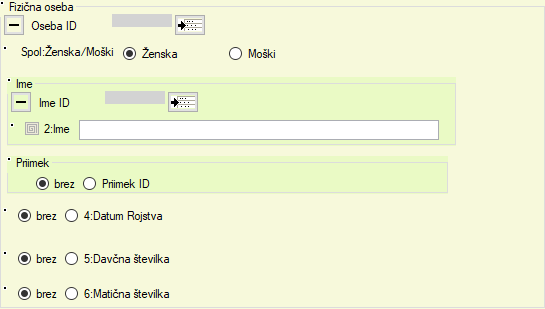 Fizična oseba
Oseba ID
Spol:Ženska/Moški Ženska Moški
Ime
Ime ID
2:Ime
Priimek
brez Priimek ID
brez 4:Datum Rojstva
brez 5:Davčna številka
brez 6:Matična številka